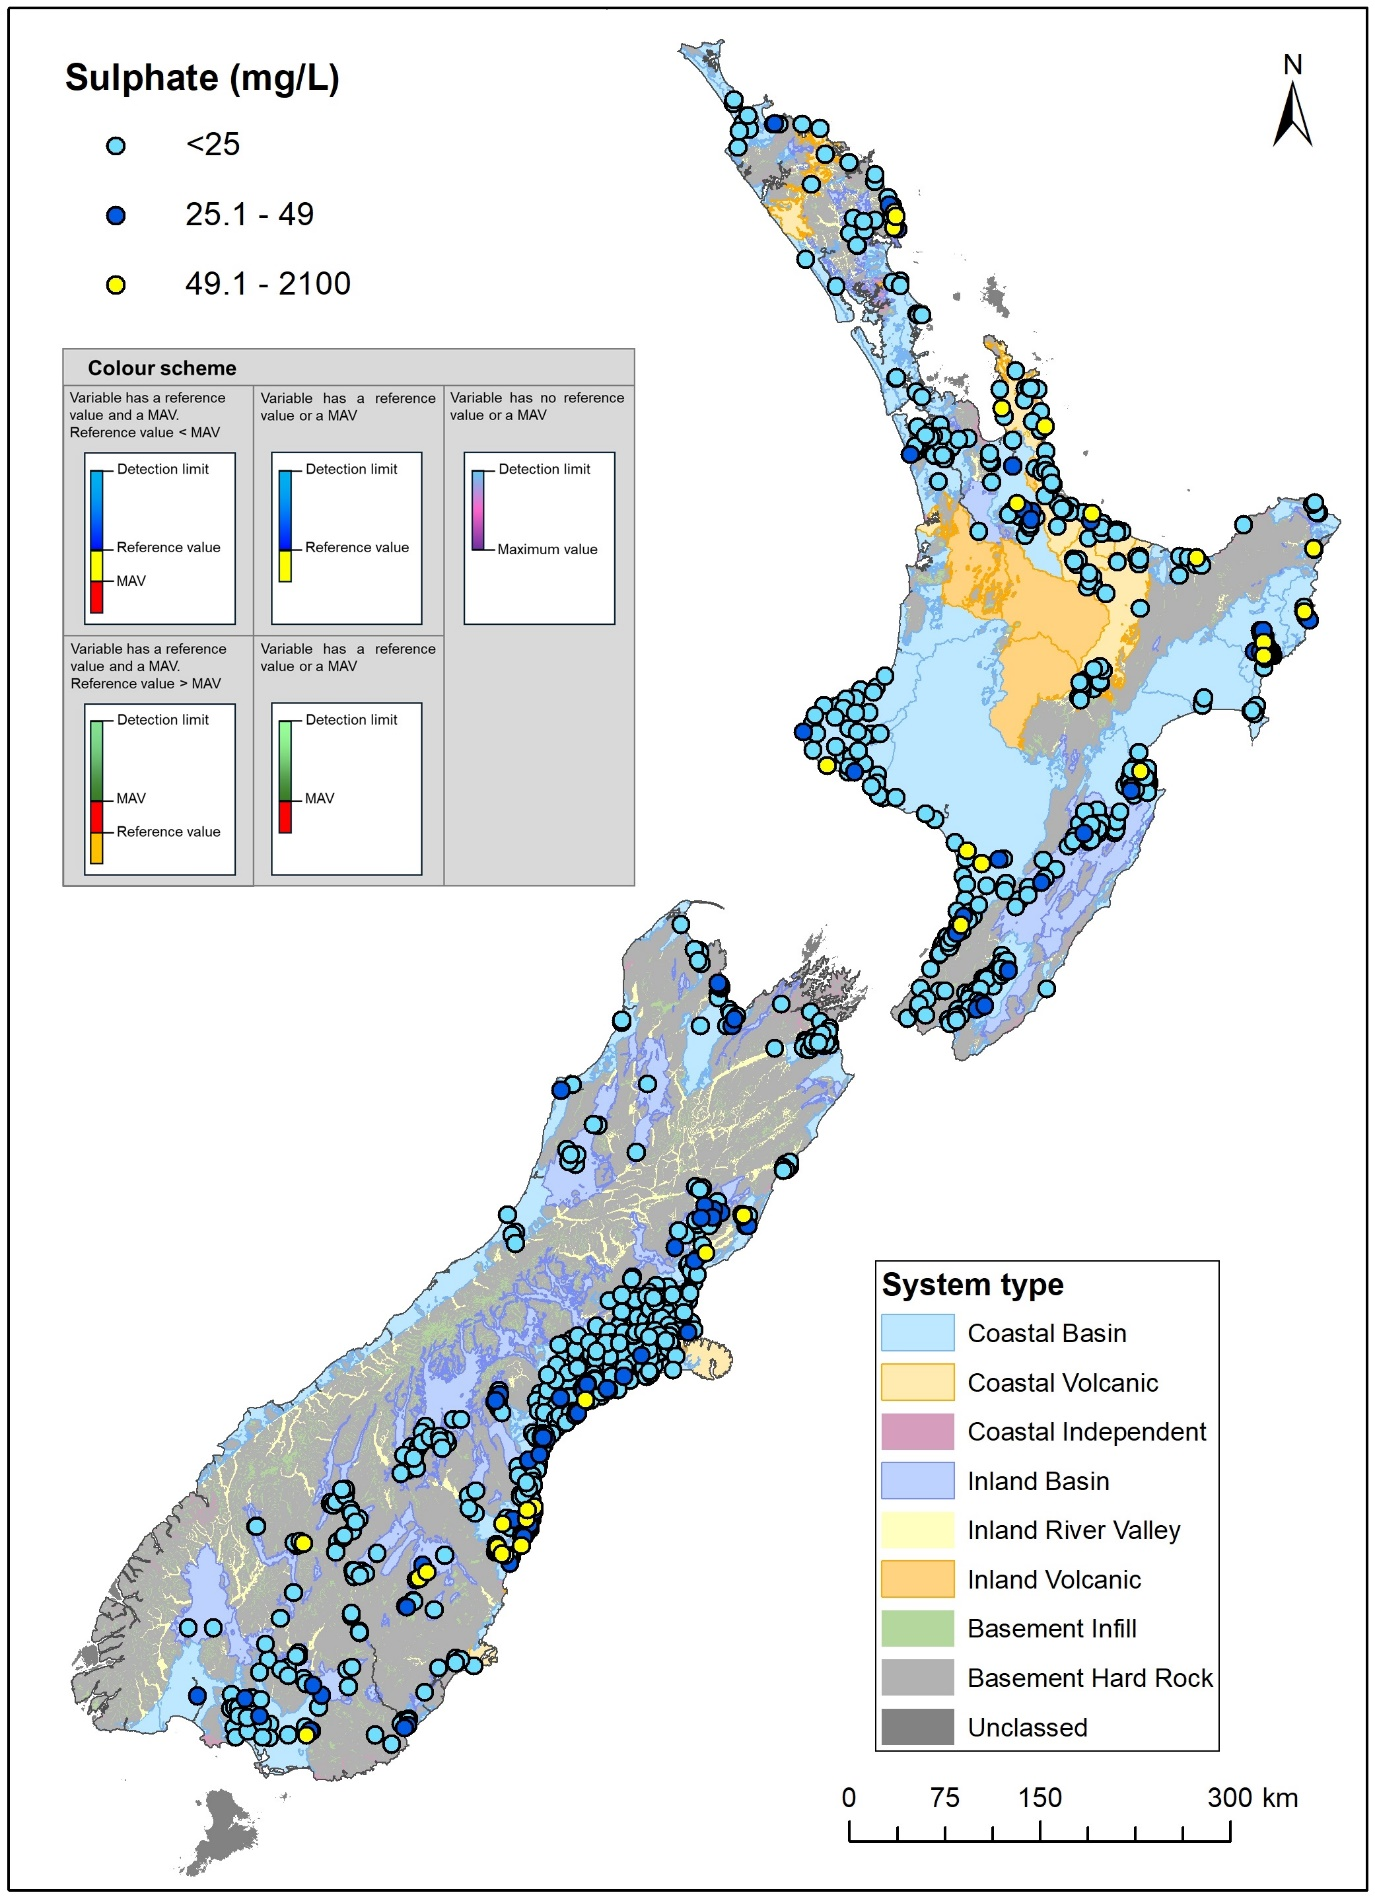 Sulphate (mg/L)
<25
25.1 - 49
49.1 - 2100
N
Colour scheme
Variable has a reference
value and a MAV.
Reference value < MAV
Detection limit
Reference value
MAV
Variable has a reference
value or a MAV
Detection limit
Reference value
Variable has no reference
value or a MAV
Detection limit
Maximum value
Variable has a reference
value and a MAV.
Reference value > MAV
Detection limit
MAV
Reference value
Variable has a reference
value or a MAV
Detection limit
MAV
System type
Coastal Basin
Coastal Volcanic
Coastal Independent
Inland Basin
Inland River Valley
Inland Volcanic
Basement Infill
Basement Hard Rock
Unclassed
0 75 150 300 km